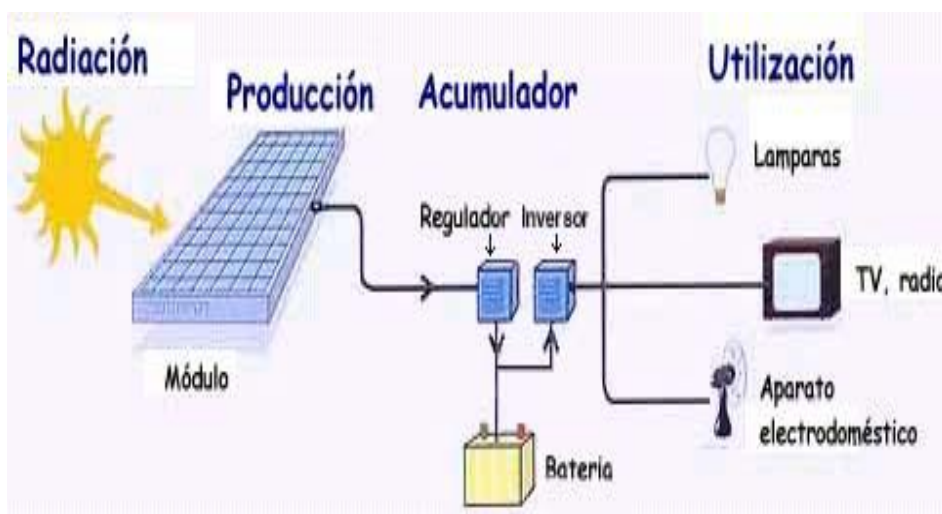 Radiación
Producción
Acumulador
Utilización
Lamparas
Regulador Inversor
TV, radio
Módulo
Aparato
electrodoméstico
Bateria